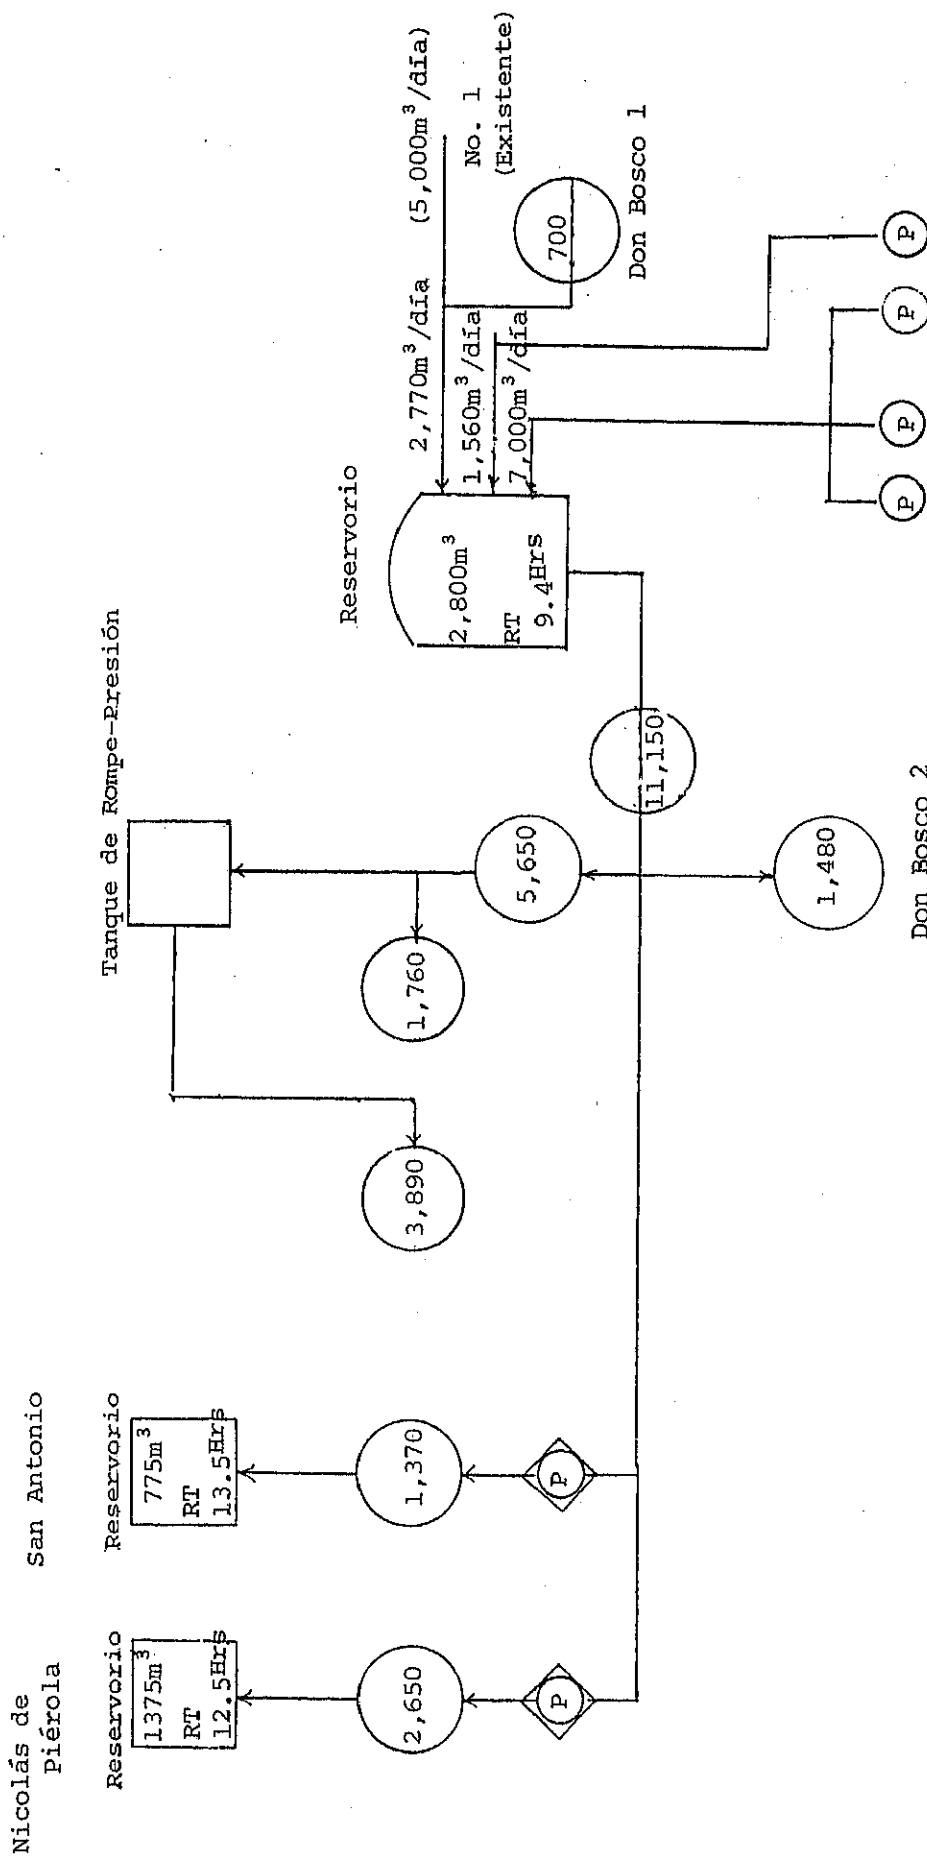 Nicolás de
Piérola
San Antonio
Reservorio
1375m³
RT
12.5Hrs
Reservorio
775m³
RT
13.5Hrs
Tanque de Rompe-Presión
2,650
1,370
3,890
1,760
5,650
P
P
11,150
1,480
Don Bosco 2
Reservorio
2,800m³
RT
9.4Hrs
2,770m³/día
(5,000m³/día)
1,560m³/día
No. 1
(Existente)
7,000m³/día
700
Don Bosco 1
P
P
P
P